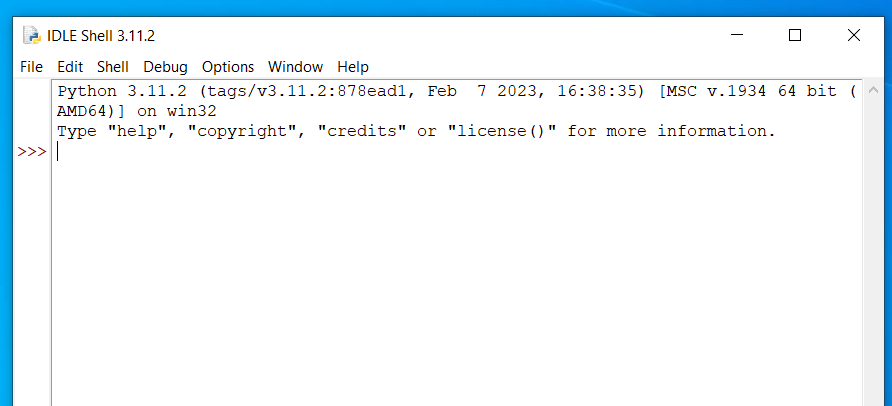 IDLE Shell 3.11.2
File Edit Shell Debug Options Window Help
Python 3.11.2 (tags/v3.11.2:878ead1, Feb  7 2023, 16:38:35) [MSC v.1934 64 bit (
AMD64)] on win32
Type "help", "copyright", "credits" or "license()" for more information.
>>>